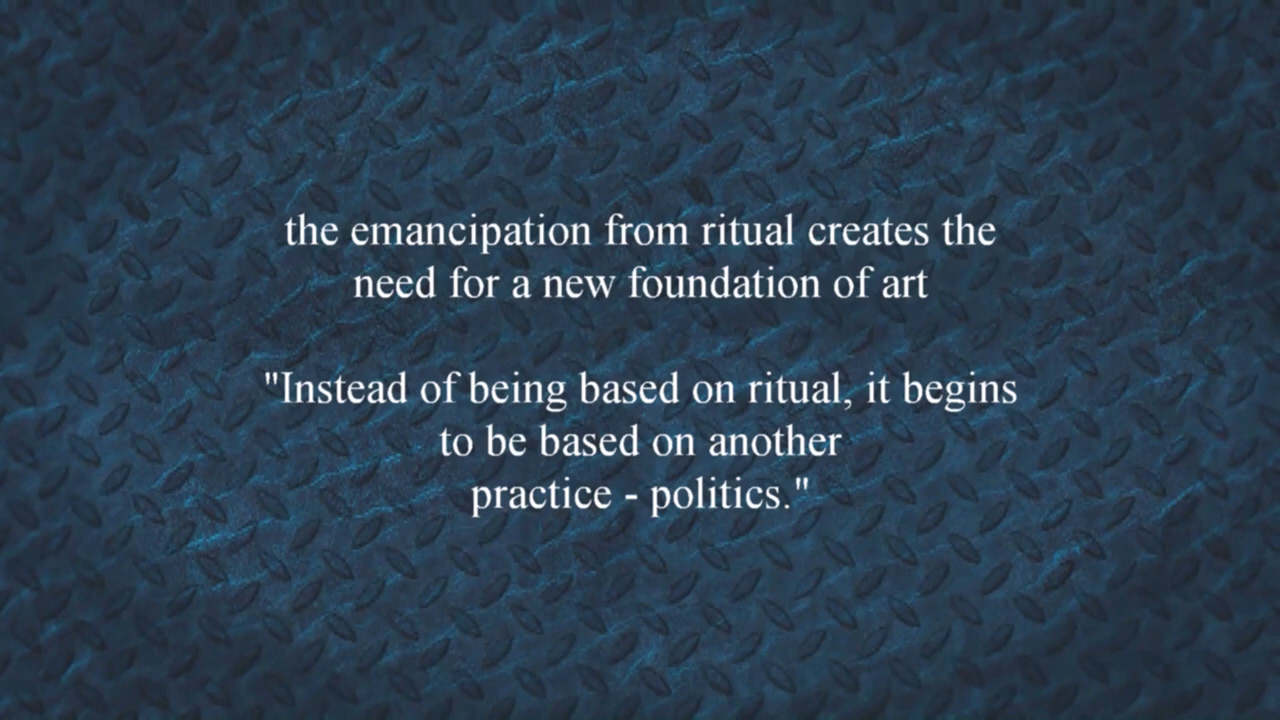 the emancipation from ritual creates the
need for a new foundation of art
"Instead of being based on ritual, it begins
to be based on another
practice - politics."